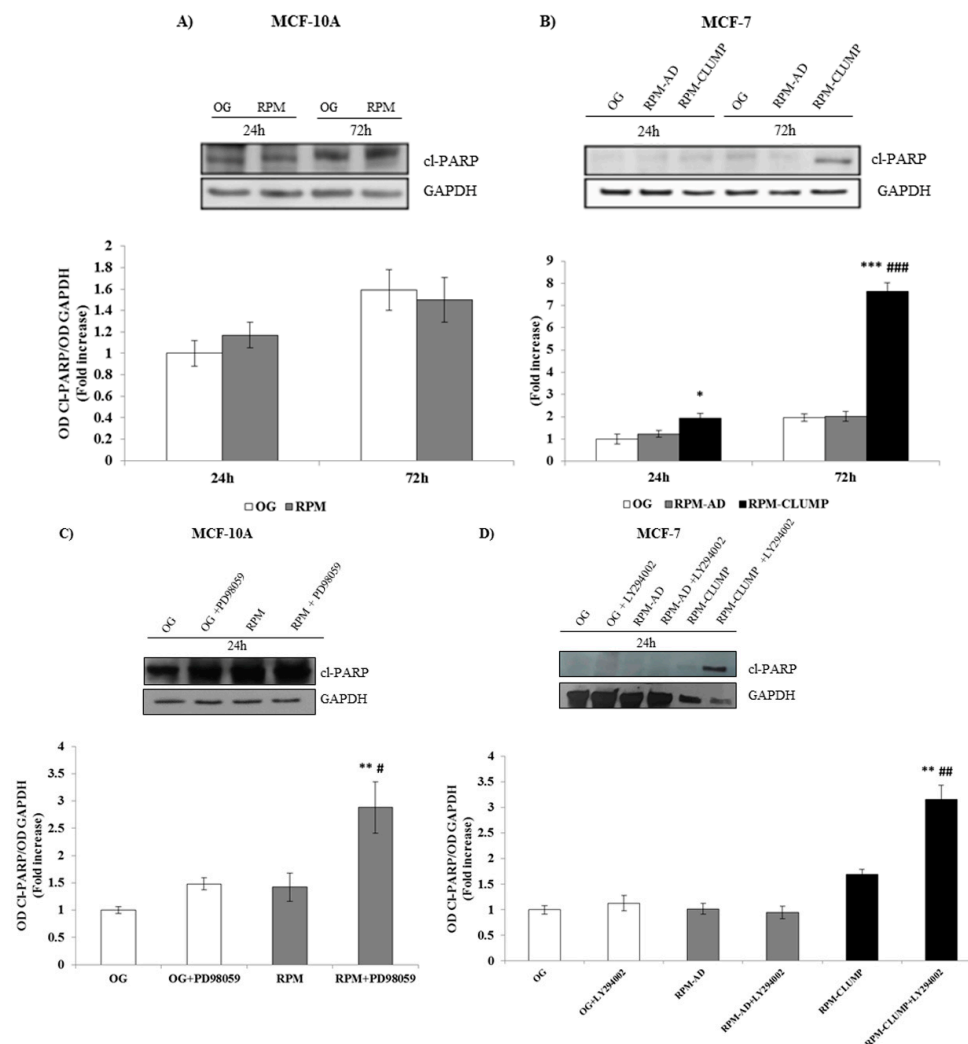 A) MCF-10A
OG RPM OG RPM
24h 72h
cl-PARP
GAPDH
OD Cl-PARP/OD GAPDH
(Fold increase)
2
1.8
1.6
1.4
1.2
1
0.8
0.6
0.4
0.2
0
24h 72h
OG RPM
B) MCF-7
OG RPM-AD RPM-CLUMP OG RPM-AD RPM-CLUMP
24h 72h
cl-PARP
GAPDH
(Fold increase)
9
8
7
6
5
4
3
2
1
0
*
*** ###
24h 72h
OG RPM-AD RPM-CLUMP
C) MCF-10A
OG OG +PD98059 RPM RPM + PD98059
24h
cl-PARP
GAPDH
OD Cl-PARP/OD GAPDH
(Fold increase)
4
3.5
3
2.5
2
1.5
1
0.5
0
** #
OG OG+PD98059 RPM RPM+PD98059
D) MCF-7
OG OG + LY294002 RPM-AD RPM-AD +LY294002 RPM-CLUMP RPM-CLUMP +LY294002
24h
cl-PARP
GAPDH
OD Cl-PARP/OD GAPDH
(Fold increase)
4
3.5
3
2.5
2
1.5
1
0.5
0
** ##
OG OG+LY294002 RPM-AD RPM-AD+LY294002 RPM-CLUMP RPM-CLUMP+LY294002